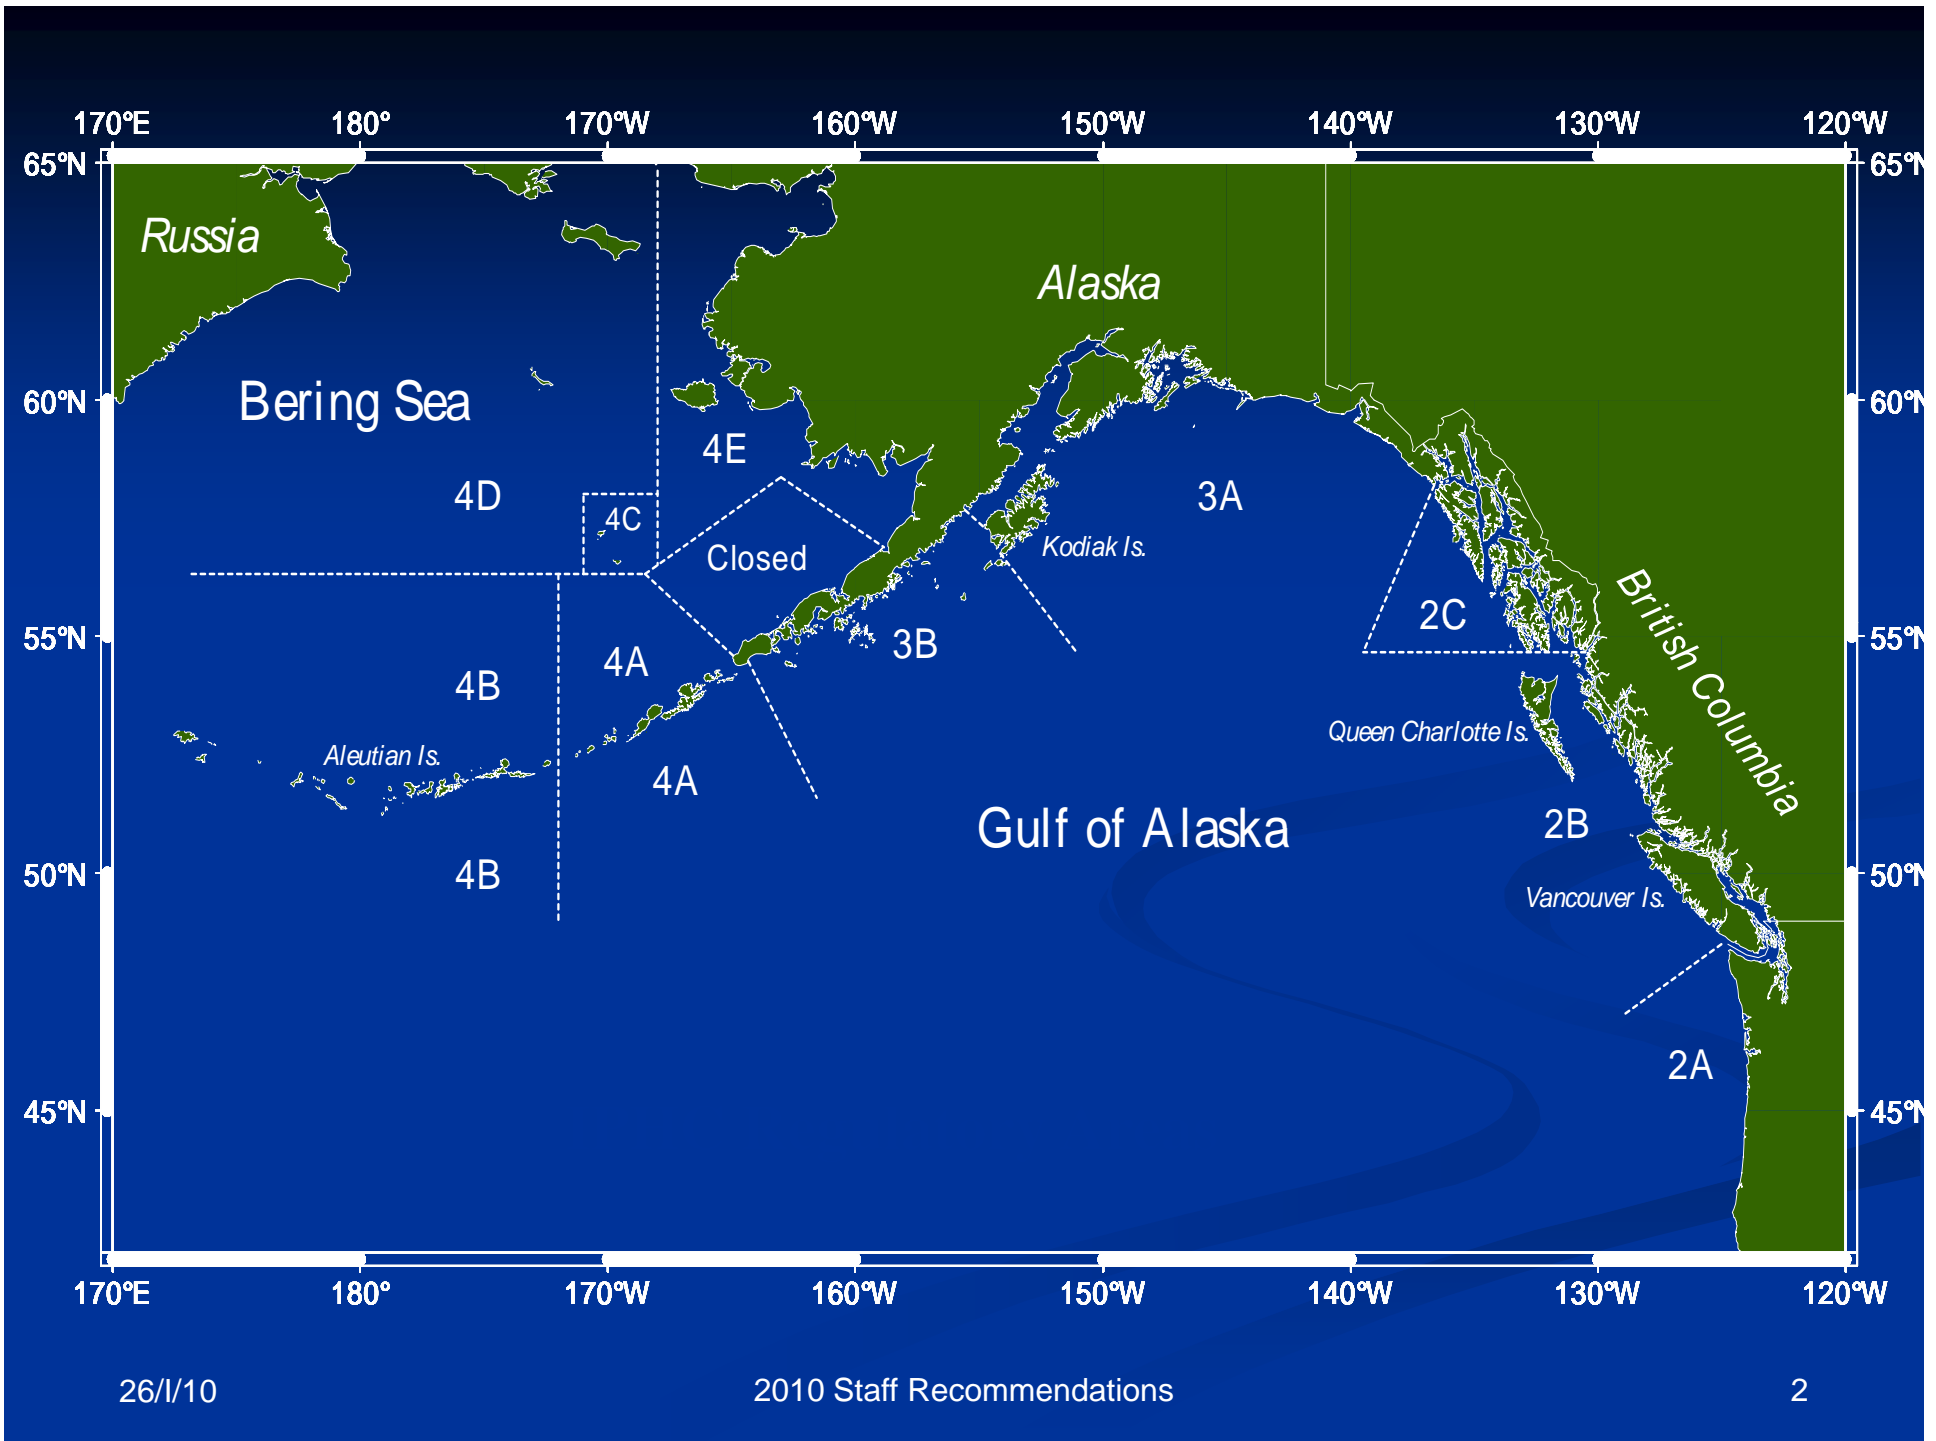 170°E 180° 170°W 160°W 150°W 140°W 130°W 120°W
65°N 65°N
Russia
Alaska
Bering Sea
60°N 60°N
4E
4D
3A
4C
Kodiak Is.
Closed
2C
British Columbia
55°N 55°N
3B
4A
4B
Queen Charlotte Is.
Aleutian Is.
4A
Gulf of Alaska
2B
4B
50°N 50°N
Vancouver Is.
2A
45°N 45°N
170°E 180° 170°W 160°W 150°W 140°W 130°W 120°W
26/I/10 2010 Staff Recommendations 2